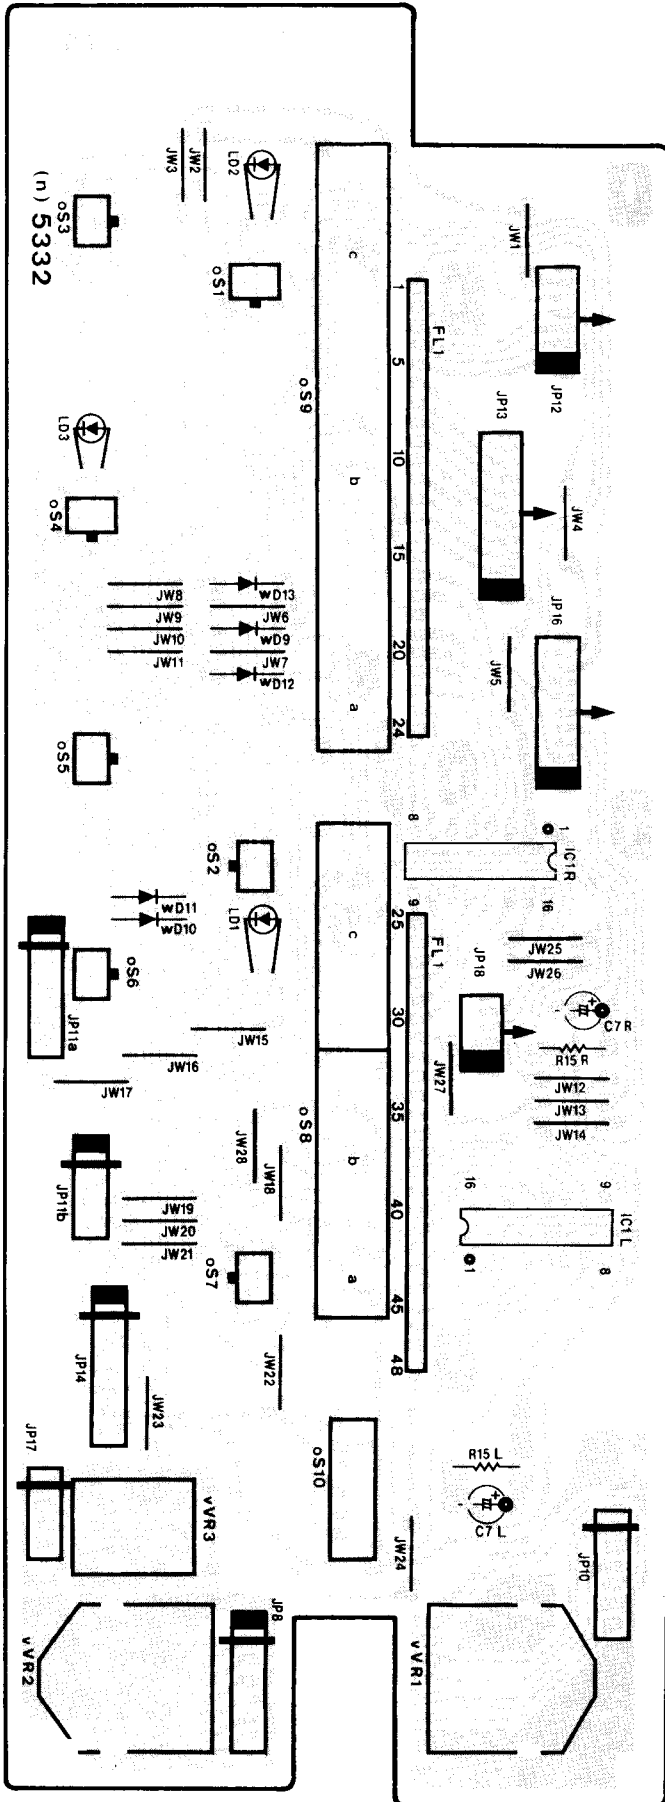 JW3
JW2
LD2
c
JW1
(n) 5332
oS3
oS1
1
FL1
5
oS9
JP12
JP13
LD3
10
b
oS4
15
JW4
JW8
wD13
JW9
JW6
JW10
wD9
JW11
JW7
wD12
20
JP16
JW5
a
24
oS5
8
1
IC1R
oS2
16
wD11
wD10
LD1
9
25
c
FL1
JW25
JW26
oS6
JP18
JP11a
30
+
-
C7R
JW15
R15 R
JW16
JW27
JW17
JW12
35
JW13
oS8
JW14
JW28
JW18
b
16
9
JP11b
JW19
40
JW20
IC1L
JW21
oS7
1
8
a
45
JP14
JW22
48
JW23
JP17
oS10
R15 L
+
-
C7 L
vVR3
JW24
JP10
JP8
vVR2
vVR1